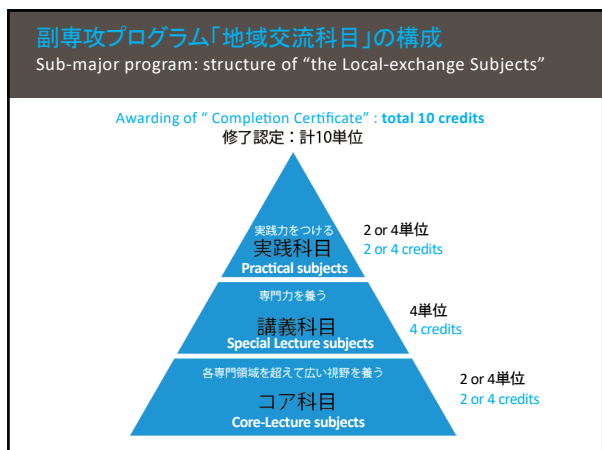 副専攻プログラム「地域交流科目」の構成
Sub-major program: structure of “the Local-exchange Subjects”
Awarding of “ Completion Certificate” : total 10 credits
修了認定：計10単位
実践力をつける
実践科目
Practical subjects
2 or 4単位
2 or 4 credits
専門力を養う
講義科目
Special Lecture subjects
4単位
4 credits
各専門領域を超えて広い視野を養う
コア科目
Core-Lecture subjects
2 or 4単位
2 or 4 credits